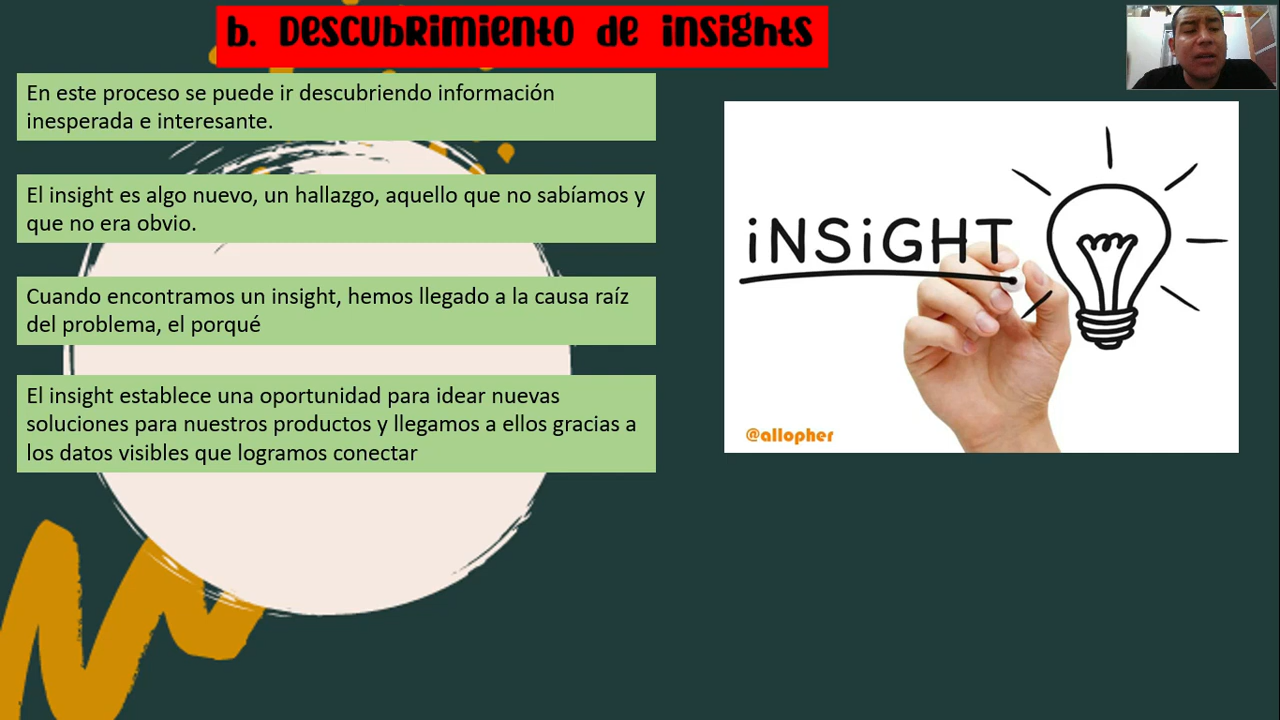 b. Descubrimiento de insights
En este proceso se puede ir descubriendo información
inesperada e interesante.
El insight es algo nuevo, un hallazgo, aquello que no sabíamos y
que no era obvio.
Cuando encontramos un insight, hemos llegado a la causa raíz
del problema, el porqué
El insight establece una oportunidad para idear nuevas
soluciones para nuestros productos y llegamos a ellos gracias a
los datos visibles que logramos conectar
iNSiGHT
@allopher